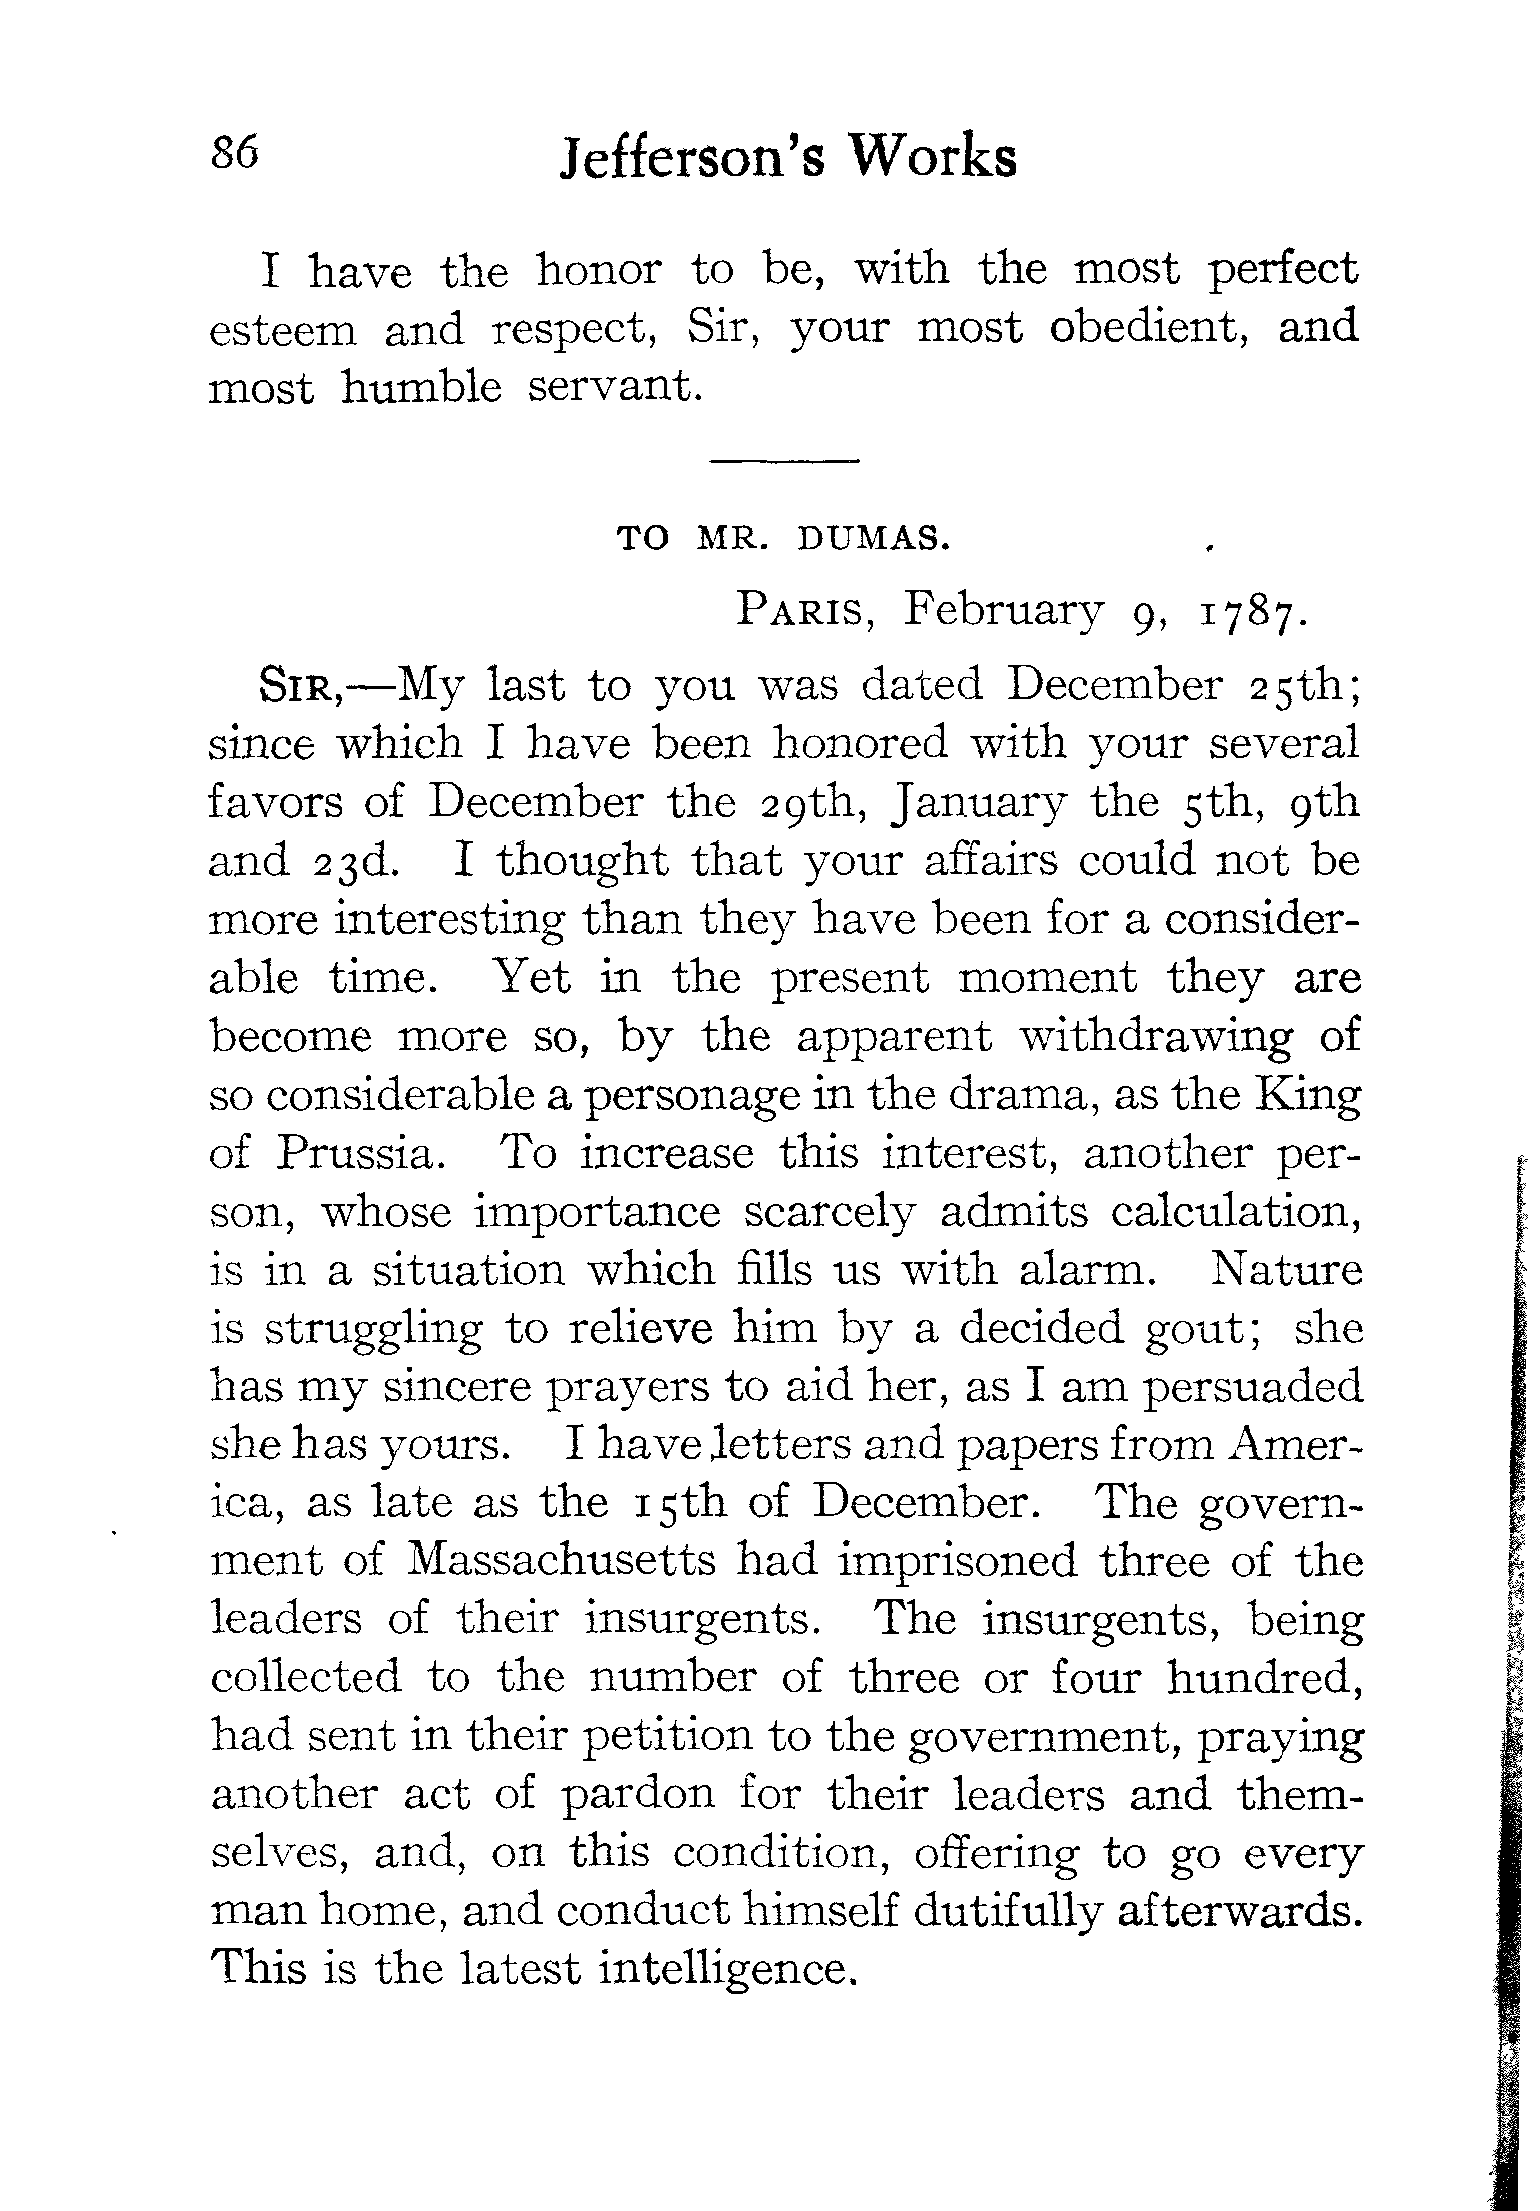 86 Jefferson's Works
I have the honor to be, with the most perfect
esteem and respect, Sir, your most obedient, and
most humble servant.
TO MR. DUMAS.
PARIS, February 9, 1787.
SIR,—My last to you was dated December 25th;
since which I have been honored with your several
favors of December the 29th, January the 5th, 9th
and 23d. I thought that your affairs could not be
more interesting than they have been for a consider-
able time. Yet in the present moment they are
become more so, by the apparent withdrawing of
so considerable a personage in the drama, as the King
of Prussia. To increase this interest, another per-
son, whose importance scarcely admits calculation,
is in a situation which fills us with alarm. Nature
is struggling to relieve him by a decided gout; she
has my sincere prayers to aid her, as I am persuaded
she has yours. I have letters and papers from Amer-
ica, as late as the 15th of December. The govern-
ment of Massachusetts had imprisoned three of the
leaders of their insurgents. The insurgents, being
collected to the number of three or four hundred,
had sent in their petition to the government, praying
another act of pardon for their leaders and them-
selves, and, on this condition, offering to go every
man home, and conduct himself dutifully afterwards.
This is the latest intelligence.